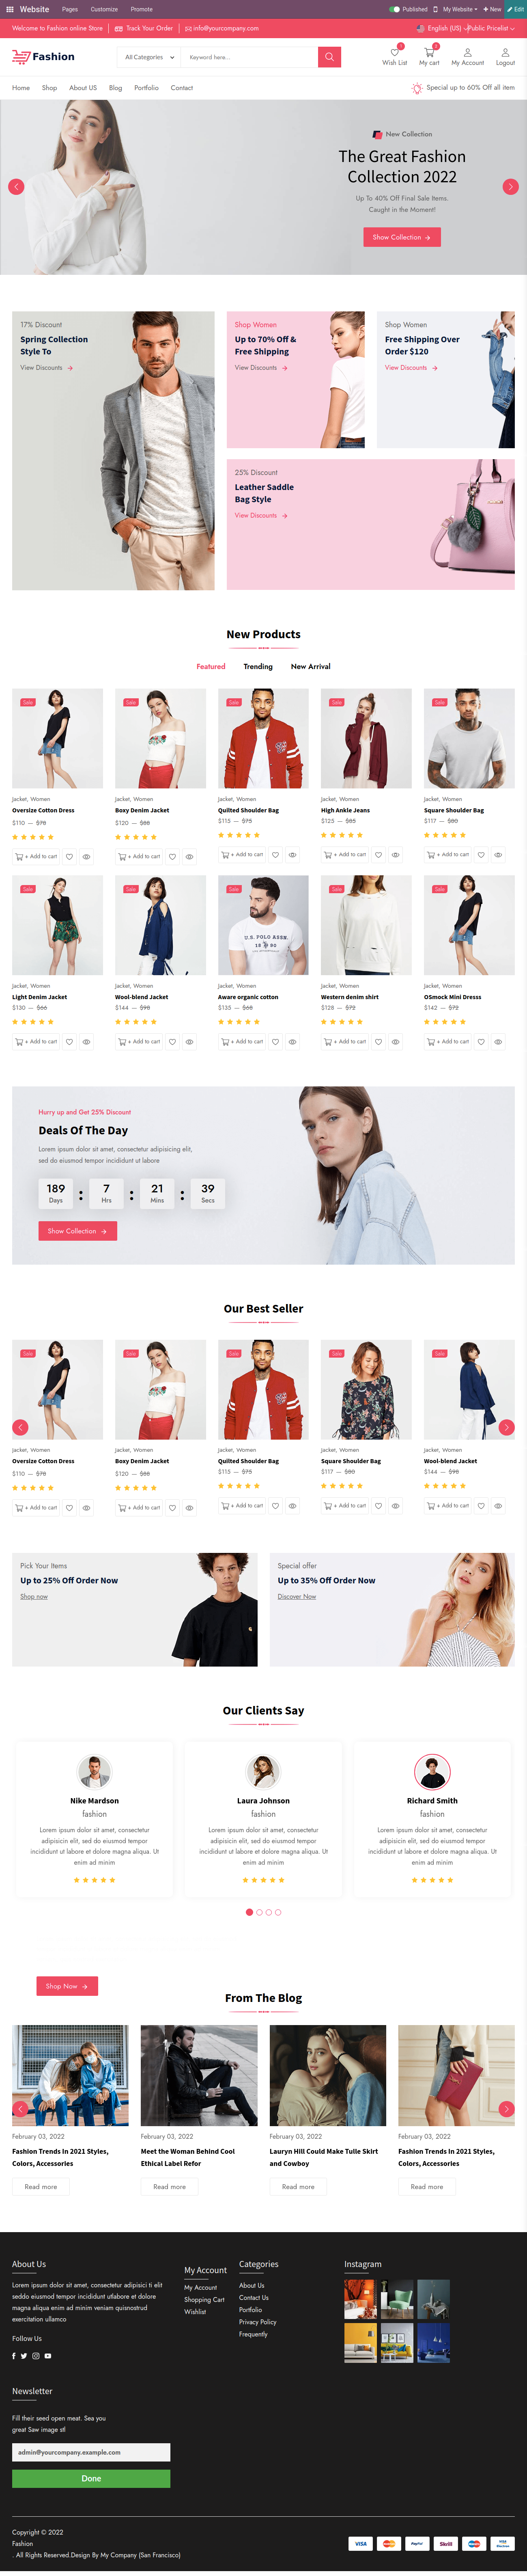 Website Pages Customize Promote Published My Website New Edit
Welcome to Fashion online Store Track Your Order info@yourcompany.com English (US) Public Pricelist
Fashion All Categories Keyword here... Wish List My cart My Account Logout
Home Shop About US Blog Portfolio Contact Special up to 60% Off all item
New Collection
The Great Fashion
Collection 2022
Up To 40% Off Final Sale Items.
Caught in the Moment!
Show Collection
17% Discount
Spring Collection
Style To
View Discounts
Shop Women
Up to 70% Off &
Free Shipping
View Discounts
Shop Women
Free Shipping Over
Order $120
View Discounts
25% Discount
Leather Saddle
Bag Style
View Discounts
New Products
Featured Trending New Arrival
Sale Sale Sale Sale Sale
Jacket, Women Jacket, Women Jacket, Women Jacket, Women Jacket, Women
Oversize Cotton Dress Boxy Denim Jacket Quilted Shoulder Bag High Ankle Jeans Square Shoulder Bag
$110 — $78 $120 — $88 $115 — $75 $125 — $85 $117 — $80
+ Add to cart + Add to cart + Add to cart + Add to cart + Add to cart
Sale Sale Sale Sale Sale
Jacket, Women Jacket, Women Jacket, Women Jacket, Women Jacket, Women
Light Denim Jacket Wool-blend Jacket Aware organic cotton Western denim shirt OSmock Mini Dresss
$130 — $66 $144 — $98 $135 — $68 $128 — $72 $142 — $72
+ Add to cart + Add to cart + Add to cart + Add to cart + Add to cart
Hurry up and Get 25% Discount
Deals Of The Day
Lorem ipsum dolor sit amet, consectetur adipisicing elit,
sed do eiusmod tempor incididunt ut labore
189 : 7 : 21 : 39
Days Hrs Mins Secs
Show Collection
Our Best Seller
Sale Sale Sale Sale Sale
Jacket, Women Jacket, Women Jacket, Women Jacket, Women Jacket, Women
Oversize Cotton Dress Boxy Denim Jacket Quilted Shoulder Bag Square Shoulder Bag Wool-blend Jacket
$110 — $78 $120 — $88 $115 — $75 $117 — $80 $144 — $98
+ Add to cart + Add to cart + Add to cart + Add to cart + Add to cart
Pick Your Items
Up to 25% Off Order Now
Shop now
Special offer
Up to 35% Off Order Now
Discover Now
Our Clients Say
Nike Mardson Laura Johnson Richard Smith
fashion fashion fashion
Lorem ipsum dolor sit amet, consectetur
adipisicin elit, sed do eiusmod tempor
incididunt ut labore et dolore magna aliqua. Ut
enim ad minim
Lorem ipsum dolor sit amet, consectetur
adipisicin elit, sed do eiusmod tempor
incididunt ut labore et dolore magna aliqua. Ut
enim ad minim
Lorem ipsum dolor sit amet, consectetur
adipisicin elit, sed do eiusmod tempor
incididunt ut labore et dolore magna aliqua. Ut
enim ad minim
Shop Now
From The Blog
February 03, 2022 February 03, 2022 February 03, 2022 February 03, 2022
Fashion Trends In 2021 Styles,
Colors, Accessories
Meet the Woman Behind Cool
Ethical Label Refor
Lauryn Hill Could Make Tulle Skirt
and Cowboy
Fashion Trends In 2021 Styles,
Colors, Accessories
Read more Read more Read more Read more
About Us
Lorem ipsum dolor sit amet, consectetur adipisici ti elit
seddo eiusmod tempor incididunt utlabore et dolore
magna aliqua enim ad minim veniam quisnostrud
exercitation ullamco
Follow Us
My Account
My Account
Shopping Cart
Wishlist
Categories
About Us
Contact Us
Portfolio
Privacy Policy
Frequently
Instagram
Newsletter
Fill their seed open meat. Sea you
great Saw image stl
admin@yourcompany.example.com
Done
Copyright © 2022
Fashion
. All Rights Reserved.Design By My Company (San Francisco)
VISA PayPal Skrill